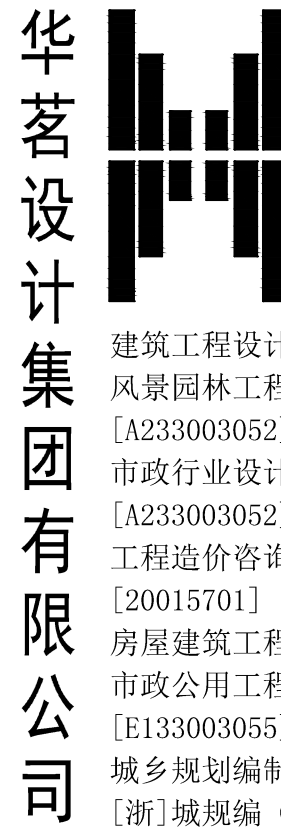 华茗设计集团有限公司
建筑工程设计
风景园林工程
[A233003052]
市政行业设计
[A233003052]
工程造价咨询
[20015701]
房屋建筑工程
市政公用工程
[E133003055]
城乡规划编制
[浙]城规编（